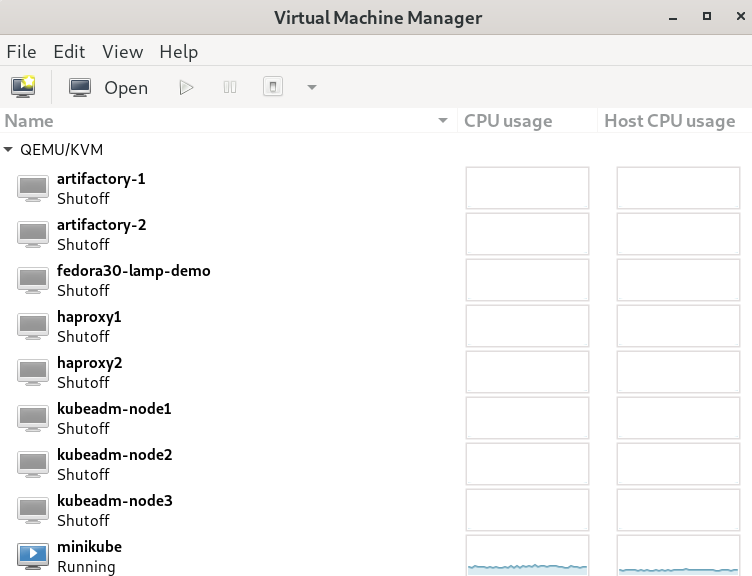 Virtual Machine Manager
File Edit View Help
Open
Name CPU usage Host CPU usage
QEMU/KVM
artifactory-1
Shutoff
artifactory-2
Shutoff
fedora30-lamp-demo
Shutoff
haproxy1
Shutoff
haproxy2
Shutoff
kubeadm-node1
Shutoff
kubeadm-node2
Shutoff
kubeadm-node3
Shutoff
minikube
Running